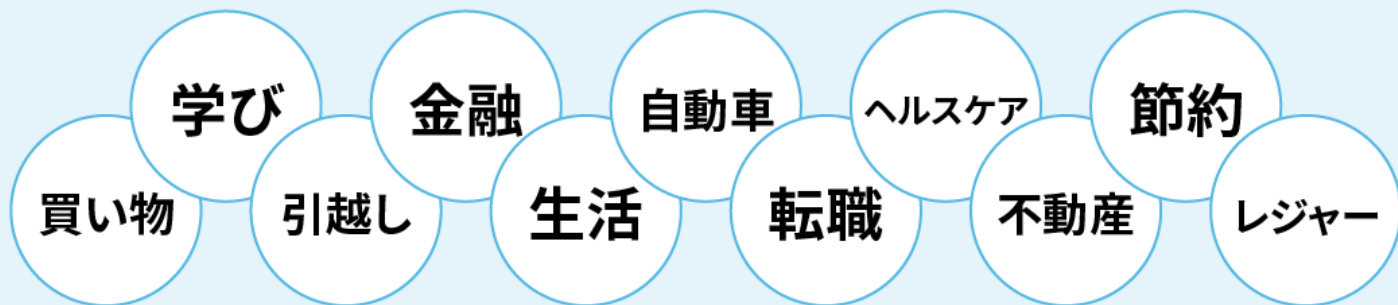 学び
金融
自動車
ヘルスケア
節約
買い物
引越し
生活
転職
不動産
レジャー